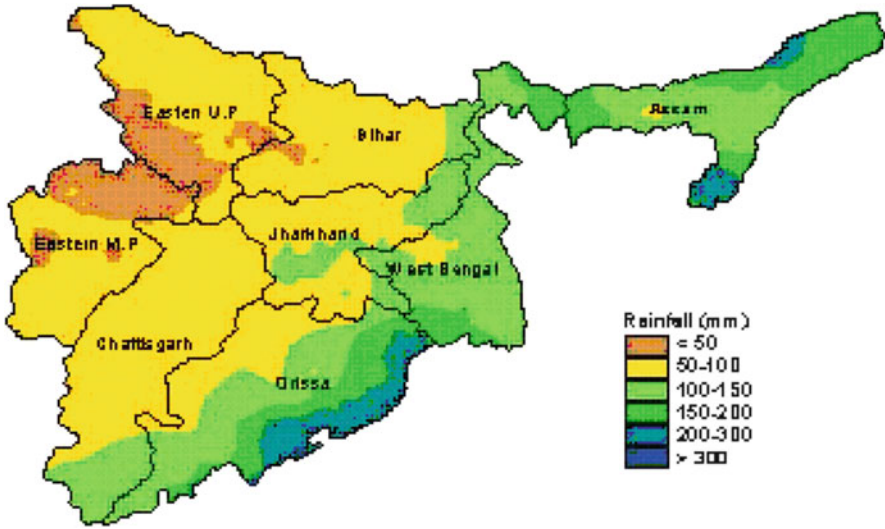 Easten U.P
Bihar
Assam
Eastern M.P
Jharkhand
West Bengal
Chattisgarh
Orissa
Rainfall (mm)
< 50
50-100
100-150
150-200
200-300
> 300